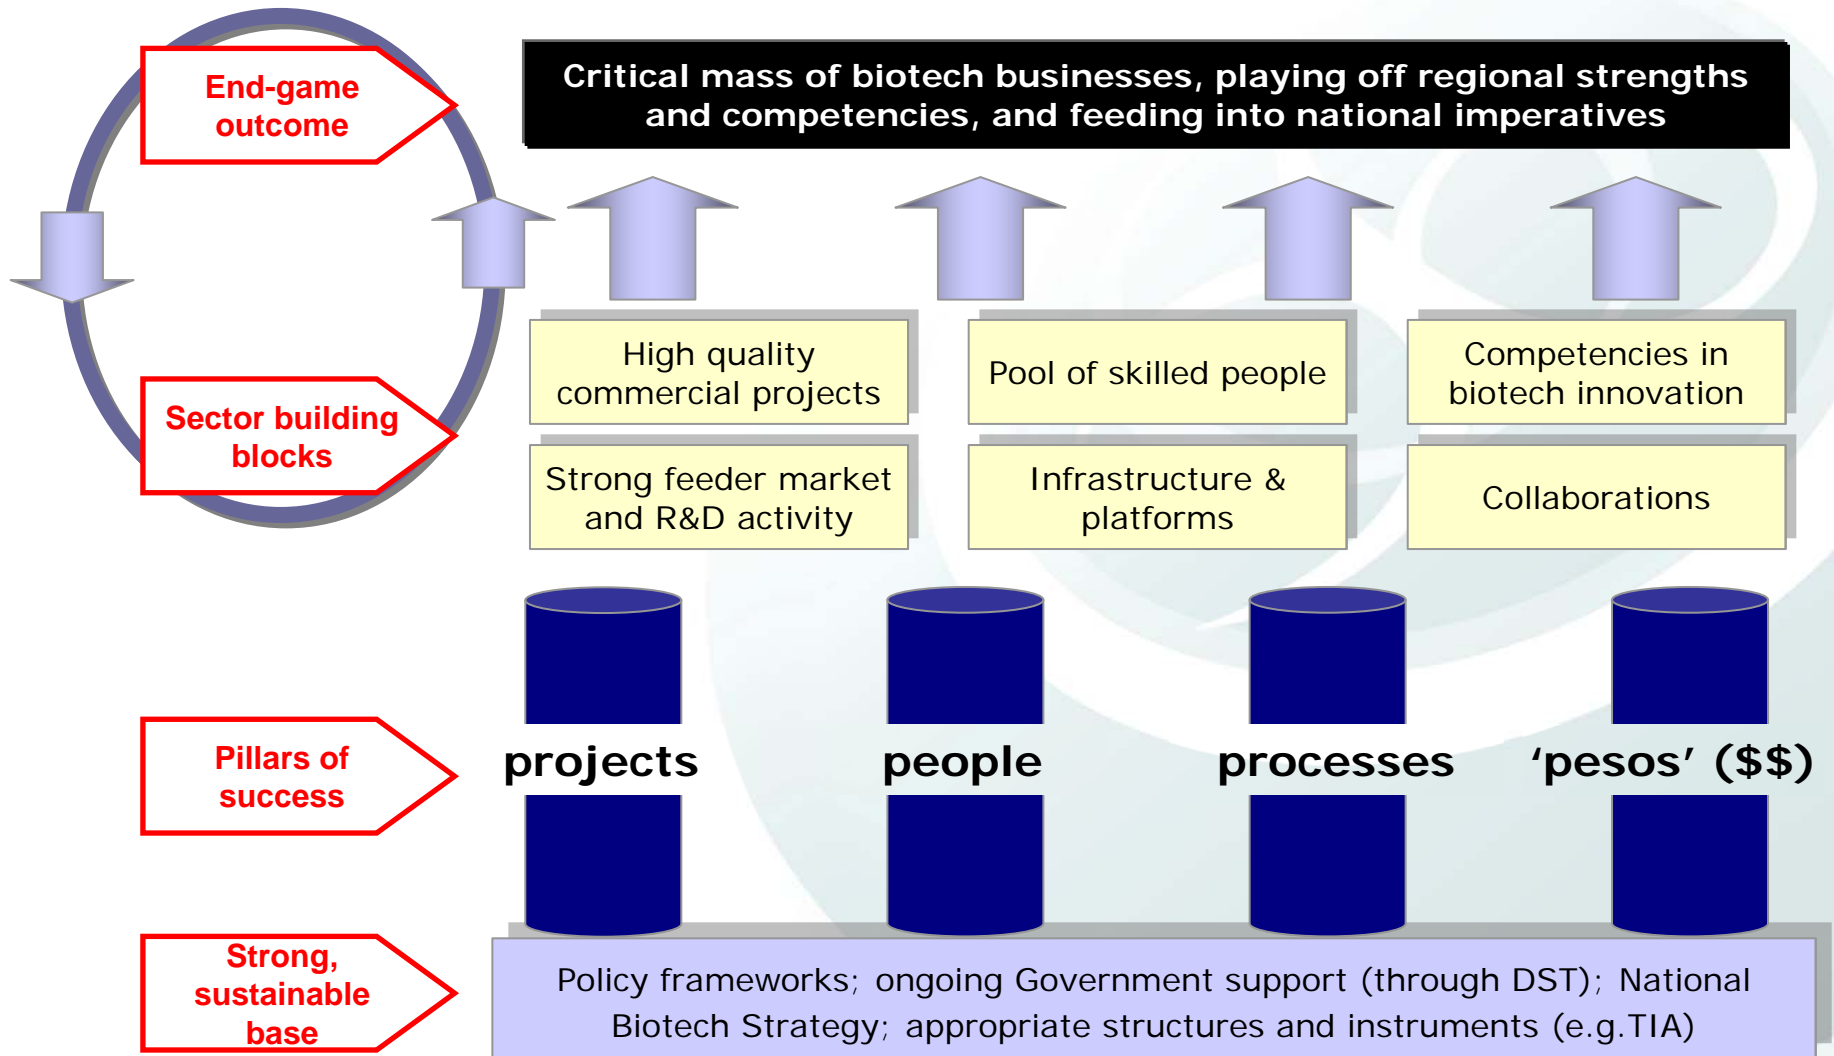 End-game
outcome
Critical mass of biotech businesses, playing off regional strengths
and competencies, and feeding into national imperatives
Sector building
blocks
High quality
commercial projects
Pool of skilled people
Competencies in
biotech innovation
Strong feeder market
and R&D activity
Infrastructure &
platforms
Collaborations
Pillars of
success
projects
people
processes
‘pesos’ ($$)
Strong,
sustainable
base
Policy frameworks; ongoing Government support (through DST); National
Biotech Strategy; appropriate structures and instruments (e.g.TIA)